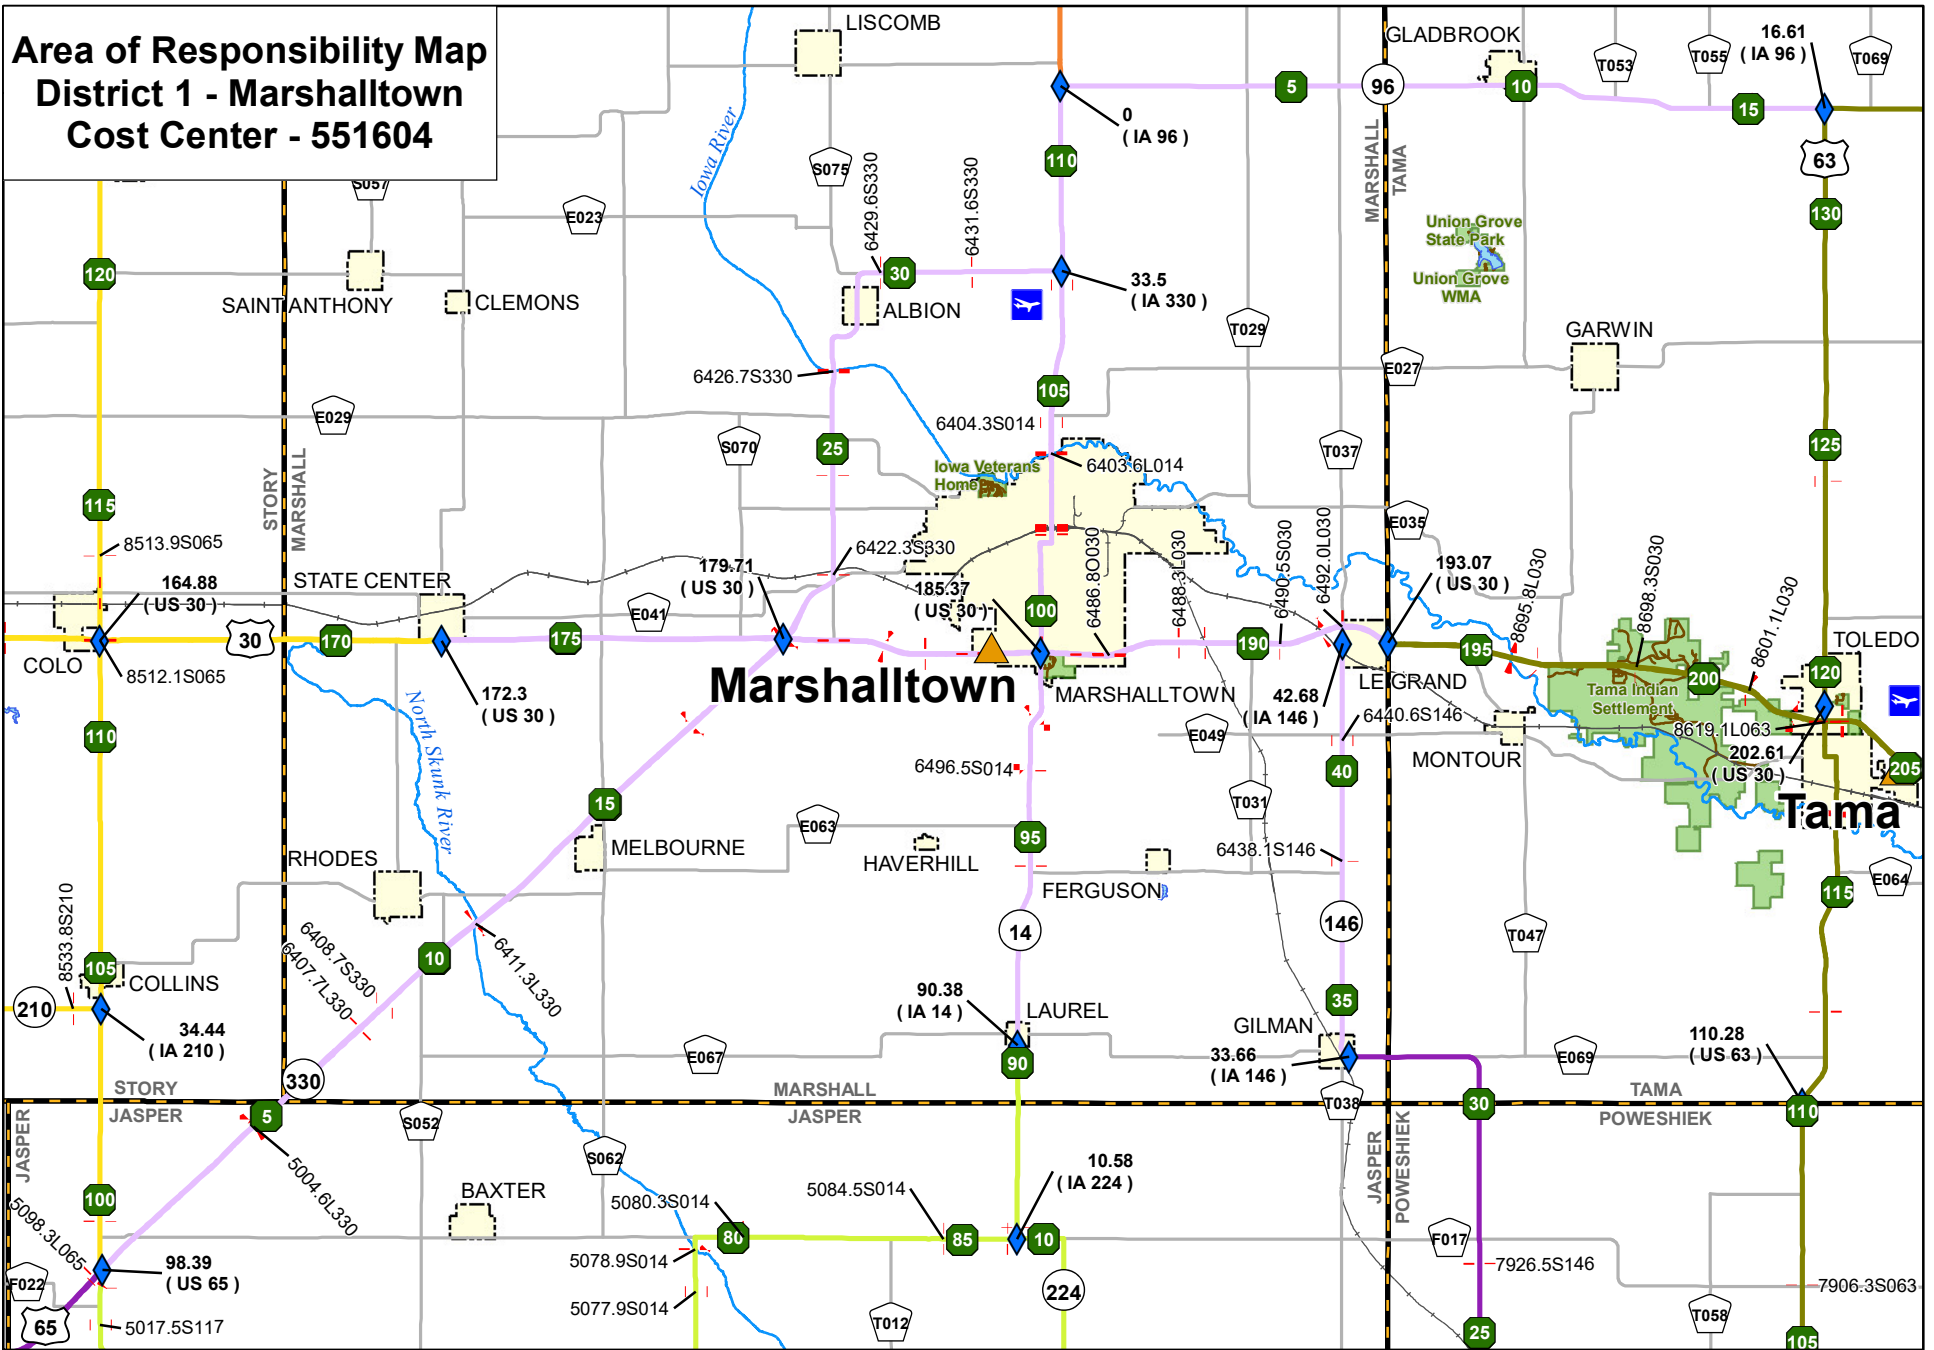 Area of Responsibility Map
District 1 - Marshalltown
Cost Center - 551604
LISCOMB
GLADBROOK
16.61
( IA 96 )
T053
T055
T069
5
96
10
15
0
( IA 96 )
110
63
MARSHALL
TAMA
Iowa River
S075
S057
E023
6429.6S330
6431.6S330
130
Union Grove
State Park
Union Grove
WMA
120
30
33.5
( IA 330 )
SAINT ANTHONY
CLEMONS
ALBION
T029
GARWIN
6426.7S330
105
E027
E029
S070
25
6404.3S014
T037
125
6403.6L014
Iowa Veterans
Home
STORY
MARSHALL
115
E035
8513.9S065
164.88
( US 30 )
STATE CENTER
179.71
( US 30 )
6422.3S330
185.37
( US 30 )
6486.8O030
6488.3L030
6490.5S030
6492.0L030
193.07
( US 30 )
8695.8L030
8698.3S030
8601.1L030
30
170
175
E041
100
190
195
200
120
TOLEDO
COLO
8512.1S065
172.3
( US 30 )
Marshalltown
MARSHALLTOWN
42.68
( IA 146 )
LE GRAND
6440.6S146
Tama Indian
Settlement
8619.1L063
202.61
( US 30 )
110
North Skunk River
E049
MONTOUR
6496.5S014
40
205
15
T031
Tama
E063
95
RHODES
MELBOURNE
HAVERHILL
6438.1S146
FERGUSON
E064
115
8533.8S210
6408.7S330
6407.7L330
10
6411.3L330
14
146
T047
105
COLLINS
210
34.44
( IA 210 )
90.38
( IA 14 )
LAUREL
35
GILMAN
110.28
( US 63 )
E067
90
33.66
( IA 146 )
E069
330
STORY
JASPER
MARSHALL
JASPER
TAMA
POWESHIEK
5
S052
T038
30
110
JASPER
S062
JASPER
POWESHIEK
5004.6L330
10.58
( IA 224 )
100
BAXTER
5080.3S014
5084.5S014
5098.3L065
80
85
10
F017
5078.9S014
98.39
( US 65 )
7926.5S146
7906.3S063
F022
224
5077.9S014
65
5017.5S117
T012
25
T058
105